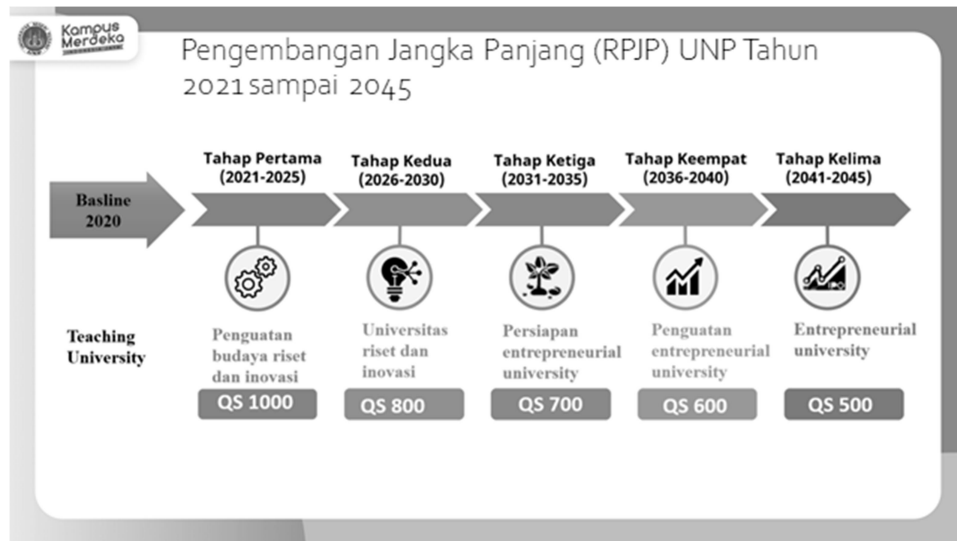 Kampus
Merdeka
Pengembangan Jangka Panjang (RPJP) UNP Tahun
2021 sampai 2045
Basline
2020
Tahap Pertama
(2021-2025)
Tahap Kedua
(2026-2030)
Tahap Ketiga
(2031-2035)
Tahap Keempat
(2036-2040)
Tahap Kelima
(2041-2045)
Teaching
University
Penguatan
budaya riset
dan inovasi
QS 1000
Universitas
riset dan
inovasi
QS 800
Persiapan
entrepreneurial
university
QS 700
Penguatan
entrepreneurial
university
QS 600
Entrepreneurial
university
QS 500